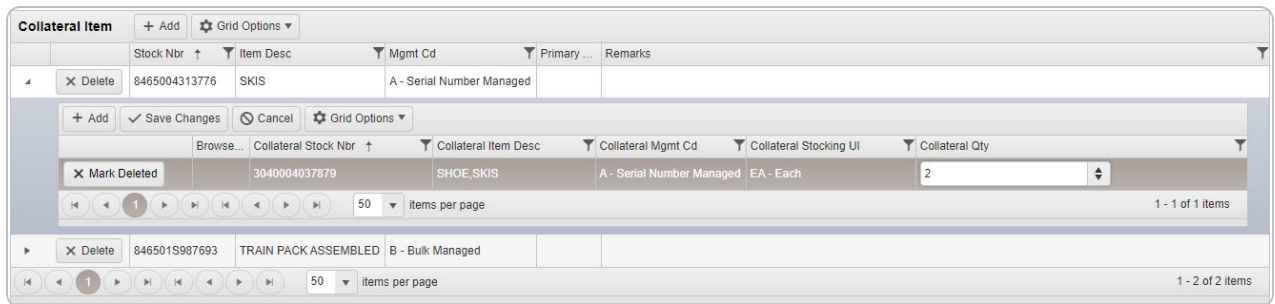 Collateral Item + Add Grid Options
Stock Nbr Item Desc Mgmt Cd Primary ... Remarks
Delete 8465004313776 SKIS A - Serial Number Managed
+ Add Save Changes Cancel Grid Options
Browse... Collateral Stock Nbr Collateral Item Desc Collateral Mgmt Cd Collateral Stocking UI Collateral Qty
Mark Deleted 3040004037879 SHOE,SKIS A - Serial Number Managed EA - Each 2
1 50 items per page 1 - 1 of 1 items
Delete 846501S987693 TRAIN PACK ASSEMBLED B - Bulk Managed
1 50 items per page 1 - 2 of 2 items